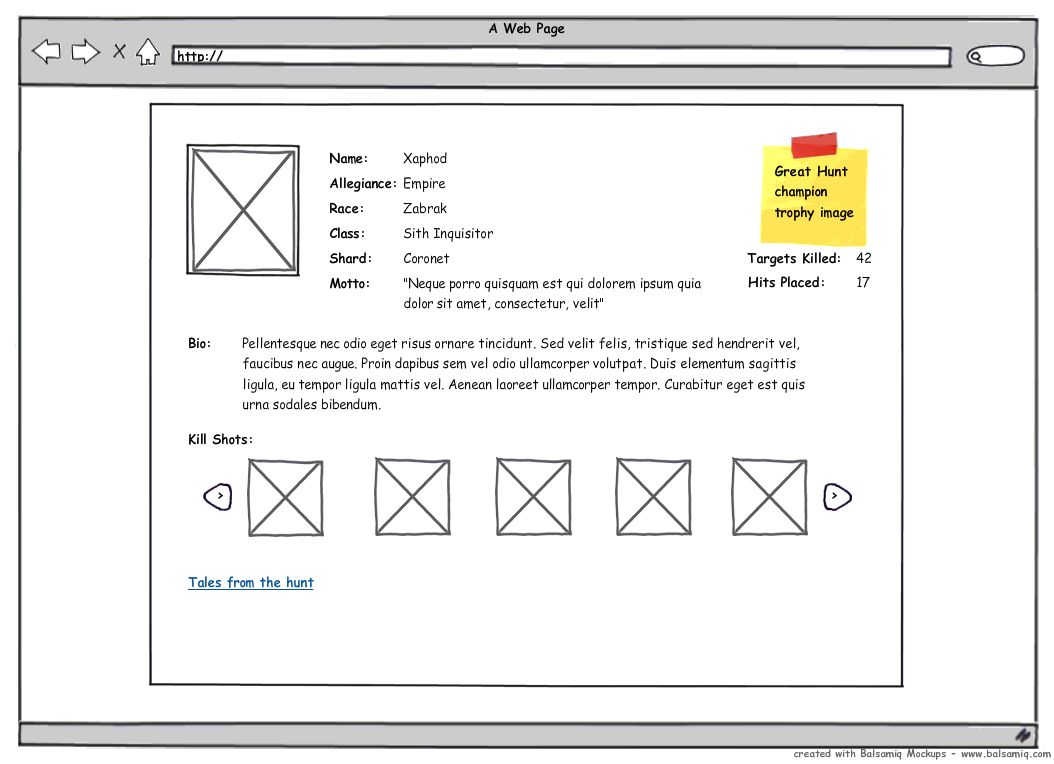 A Web Page
http://
Name: Xaphod
Allegiance: Empire
Race: Zabrak
Class: Sith Inquisitor
Shard: Coronet
Motto: "Neque porro quisquam est qui dolorem ipsum quia
dolor sit amet, consectetur, velit"
Great Hunt
champion
trophy image
Targets Killed: 42
Hits Placed: 17
Bio: Pellentesque nec odio eget risus ornare tincidunt. Sed velit felis, tristique sed hendrerit vel,
faucibus nec augue. Proin dapibus sem vel odio ullamcorper volutpat. Duis elementum sagittis
ligula, eu tempor ligula mattis vel. Aenean laoreet ullamcorper tempor. Curabitur eget est quis
urna sodales bibendum.
Kill Shots:
> >
Tales from the hunt
created with Balsamiq Mockups - www.balsamiq.com